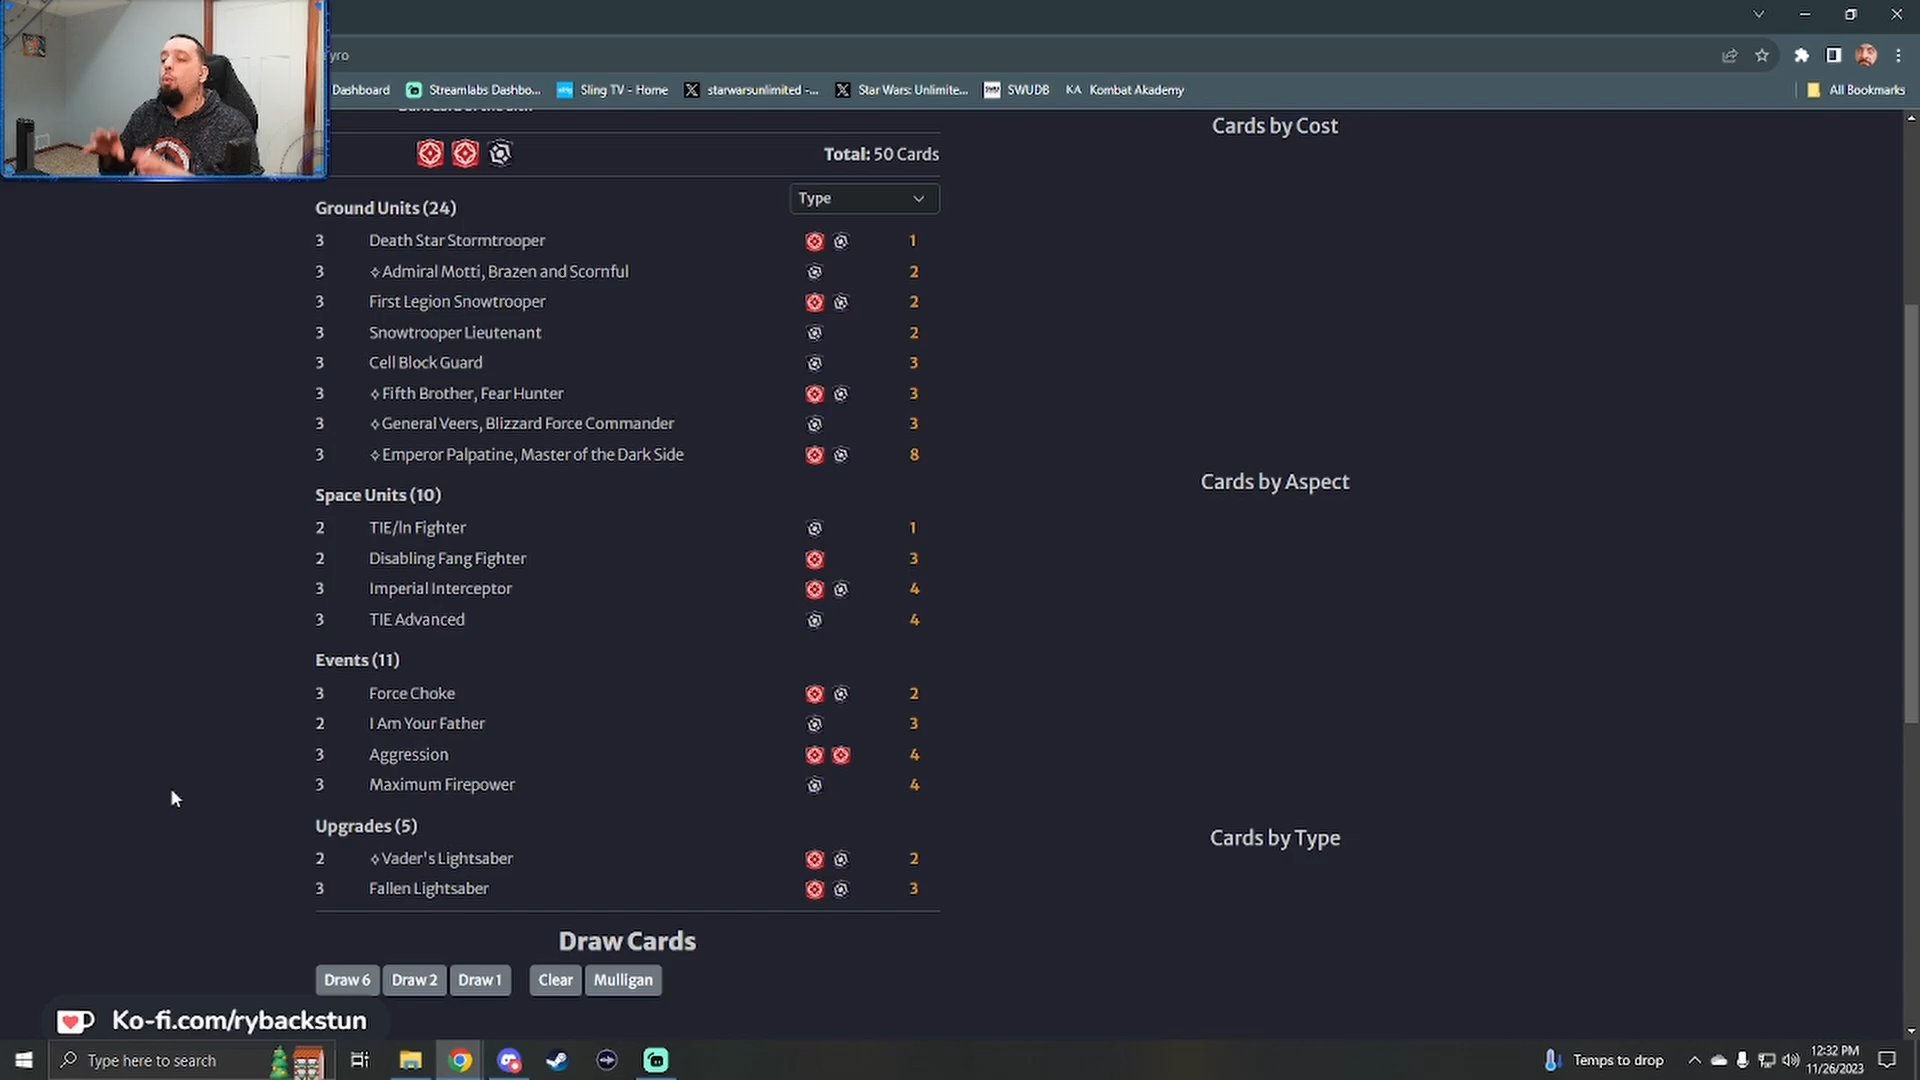 yro
Dashboard
Streamlabs Dashbo...
Sling TV - Home
starwarsunlimited -...
Star Wars: Unlimite...
SWUDB
KA Kombat Akademy
All Bookmarks
Total: 50 Cards
Type
Ground Units (24)
3 Death Star Stormtrooper 1
3 Admiral Motti, Brazen and Scornful 2
3 First Legion Snowtrooper 2
3 Snowtrooper Lieutenant 2
3 Cell Block Guard 3
3 Fifth Brother, Fear Hunter 3
3 General Veers, Blizzard Force Commander 3
3 Emperor Palpatine, Master of the Dark Side 8
Space Units (10)
2 TIE/ln Fighter 1
2 Disabling Fang Fighter 3
3 Imperial Interceptor 4
3 TIE Advanced 4
Events (11)
3 Force Choke 2
2 I Am Your Father 3
3 Aggression 4
3 Maximum Firepower 4
Upgrades (5)
2 Vader's Lightsaber 2
3 Fallen Lightsaber 3
Draw Cards
Draw 6
Draw 2
Draw 1
Clear
Mulligan
Cards by Cost
Cards by Aspect
Cards by Type
Ko-fi.com/rybackstun
Type here to search
Temps to drop
12:32 PM
11/26/2023